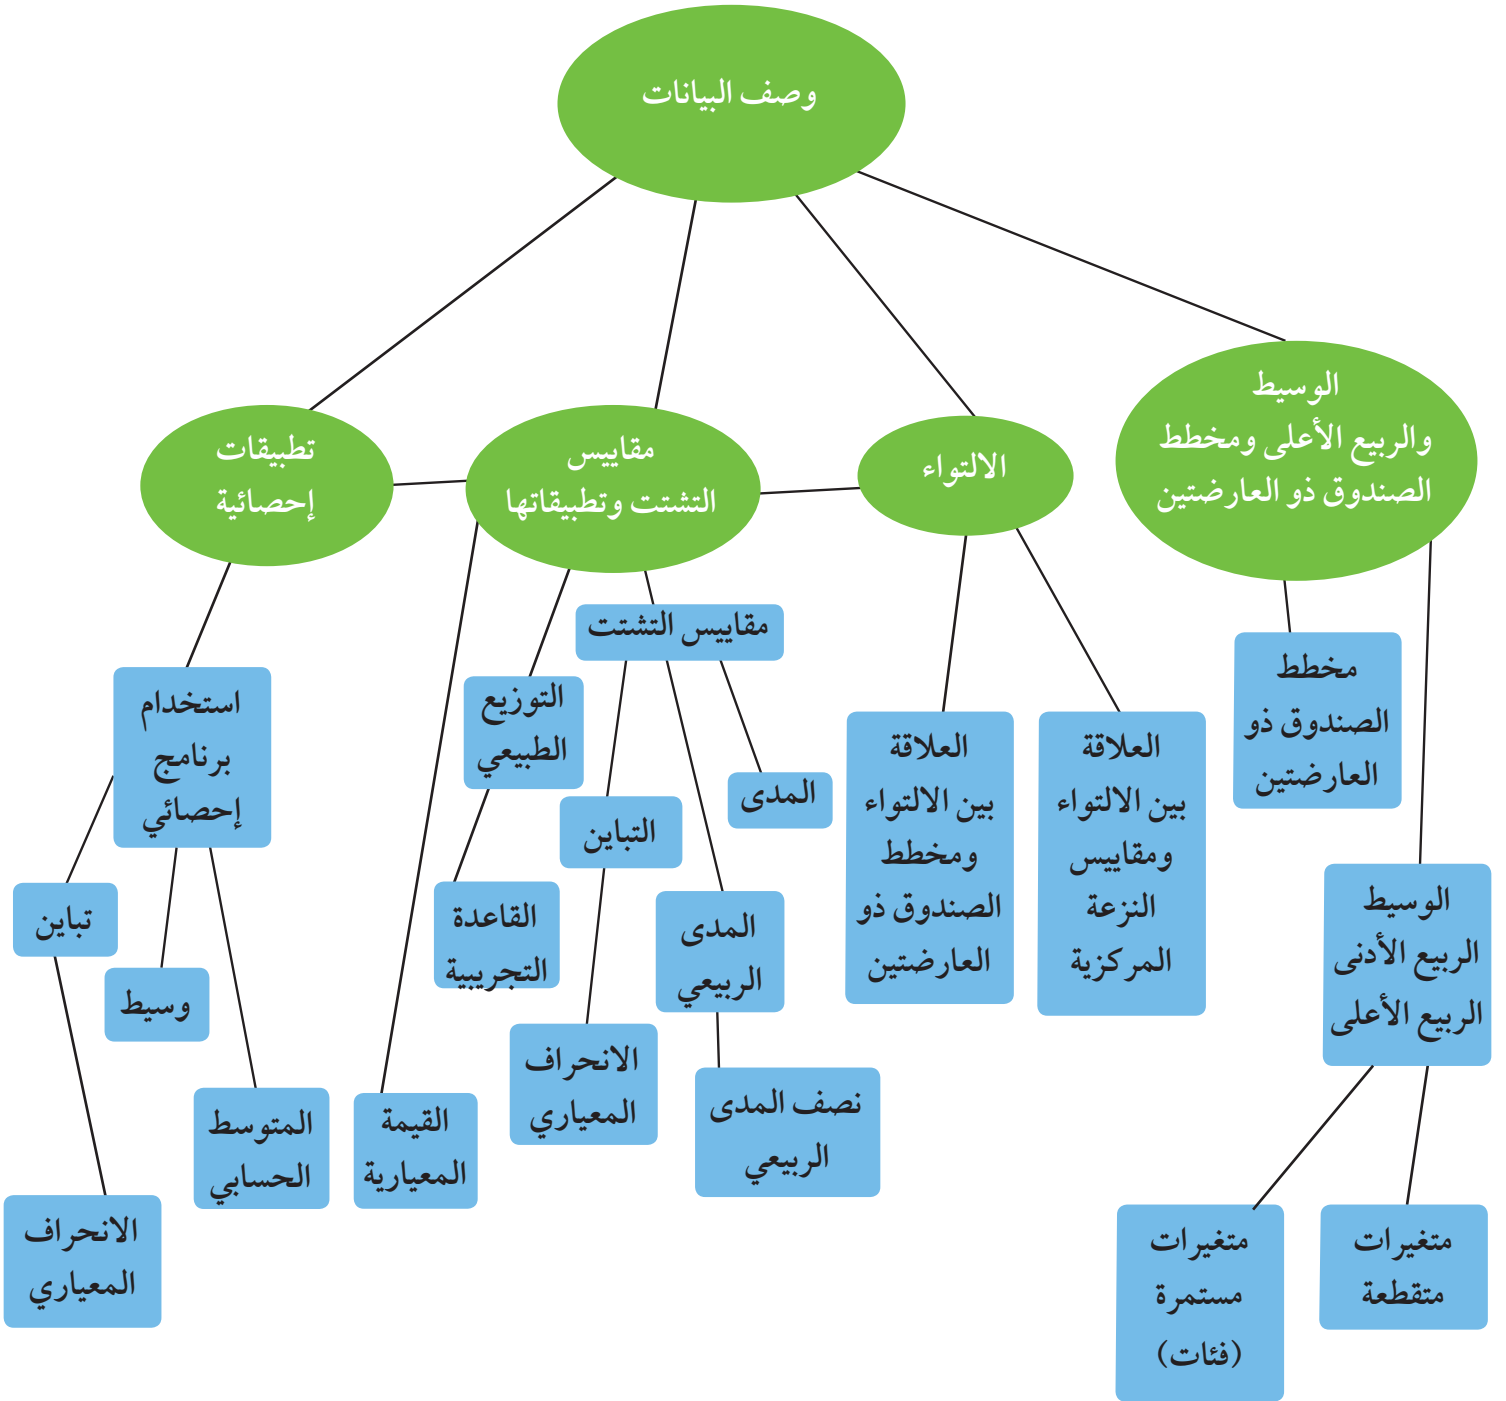 وصف البيانات
الوسيط
والربيع الأعلى ومخطط
الصندوق ذو العارضتين
الالتواء
مقاييس
التشتت وتطبيقاتها
تطبيقات
إحصائية
مخطط
الصندوق ذو
العارضتين
الوسيط
الربيع الأدنى
الربيع الأعلى
متغيرات
متقطعة
متغيرات
مستمرة
(فئات)
العلاقة
بين الالتواء
ومقاييس
النزعة
المركزية
العلاقة
بين الالتواء
ومخطط
الصندوق ذو
العارضتين
مقاييس التشتت
المدى
المدى
الربيعي
نصف المدى
الربيعي
التباين
الانحراف
المعياري
التوزيع
الطبيعي
القاعدة
التجريبية
القيمة
المعيارية
استخدام
برنامج
إحصائي
المتوسط
الحسابي
وسيط
تباين
الانحراف
المعياري